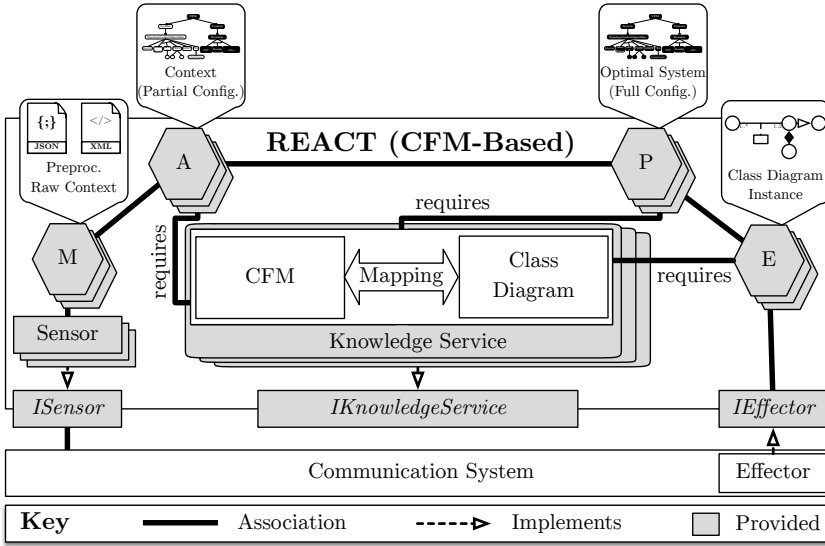 Context
(Partial Config.)
Optimal System
(Full Config.)
{;}
JSON
</>
XML
Preproc.
Raw Context
REACT (CFM-Based)
A
P
Class Diagram
Instance
M
E
requires
requires
requires
CFM
Mapping
Class
Diagram
Knowledge Service
Sensor
ISensor
IKnowledgeService
IEffector
Communication System
Effector
Key
Association
Implements
Provided